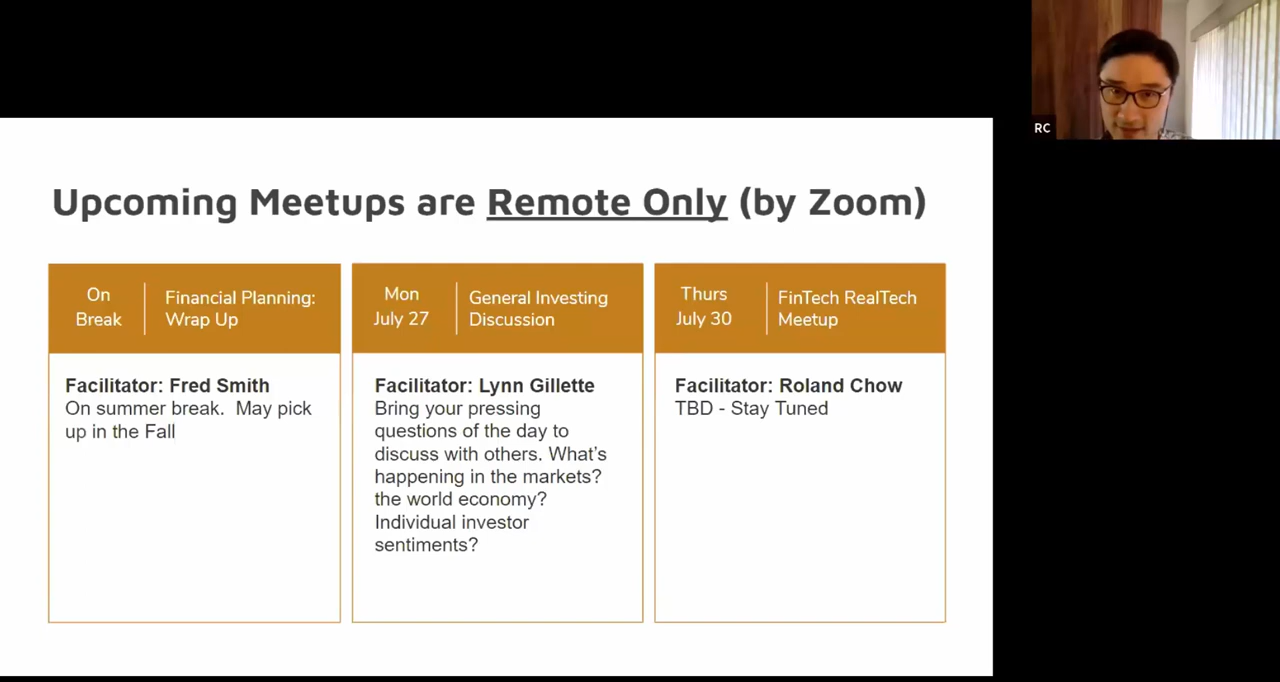 RC
Upcoming Meetups are Remote Only (by Zoom)
On
Break
Financial Planning:
Wrap Up
Facilitator: Fred Smith
On summer break.  May pick
up in the Fall
Mon
July 27
General Investing
Discussion
Facilitator: Lynn Gillette
Bring your pressing
questions of the day to
discuss with others. What's
happening in the markets?
the world economy?
Individual investor
sentiments?
Thurs
July 30
FinTech RealTech
Meetup
Facilitator: Roland Chow
TBD - Stay Tuned